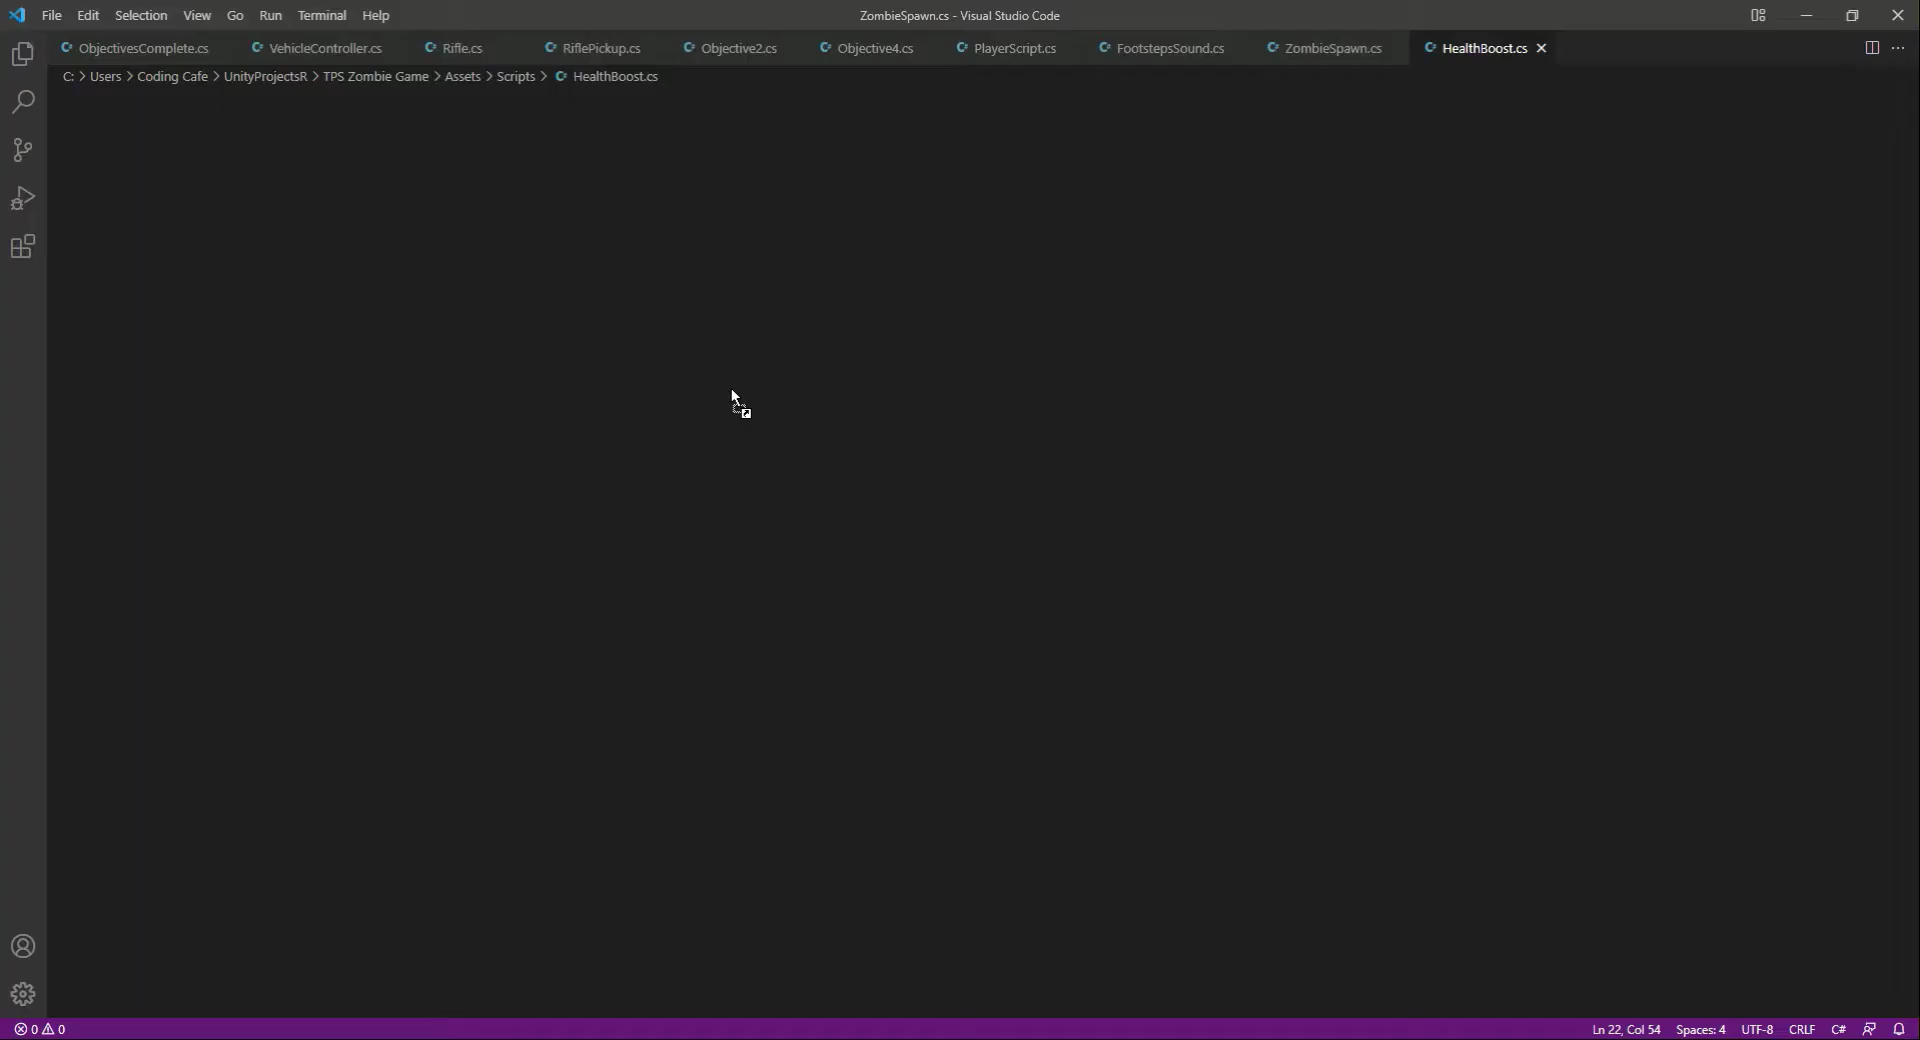 File Edit Selection View Go Run Terminal Help ZombieSpawn.cs - Visual Studio Code
ObjectivesComplete.cs VehicleController.cs Rifle.cs RiflePickup.cs Objective2.cs Objective4.cs PlayerScript.cs FootstepsSound.cs ZombieSpawn.cs HealthBoost.cs
C: > Users > Coding Cafe > UnityProjectsR > TPS Zombie Game > Assets > Scripts > HealthBoost.cs
0 0 Ln 22, Col 54 Spaces: 4 UTF-8 CRLF C#